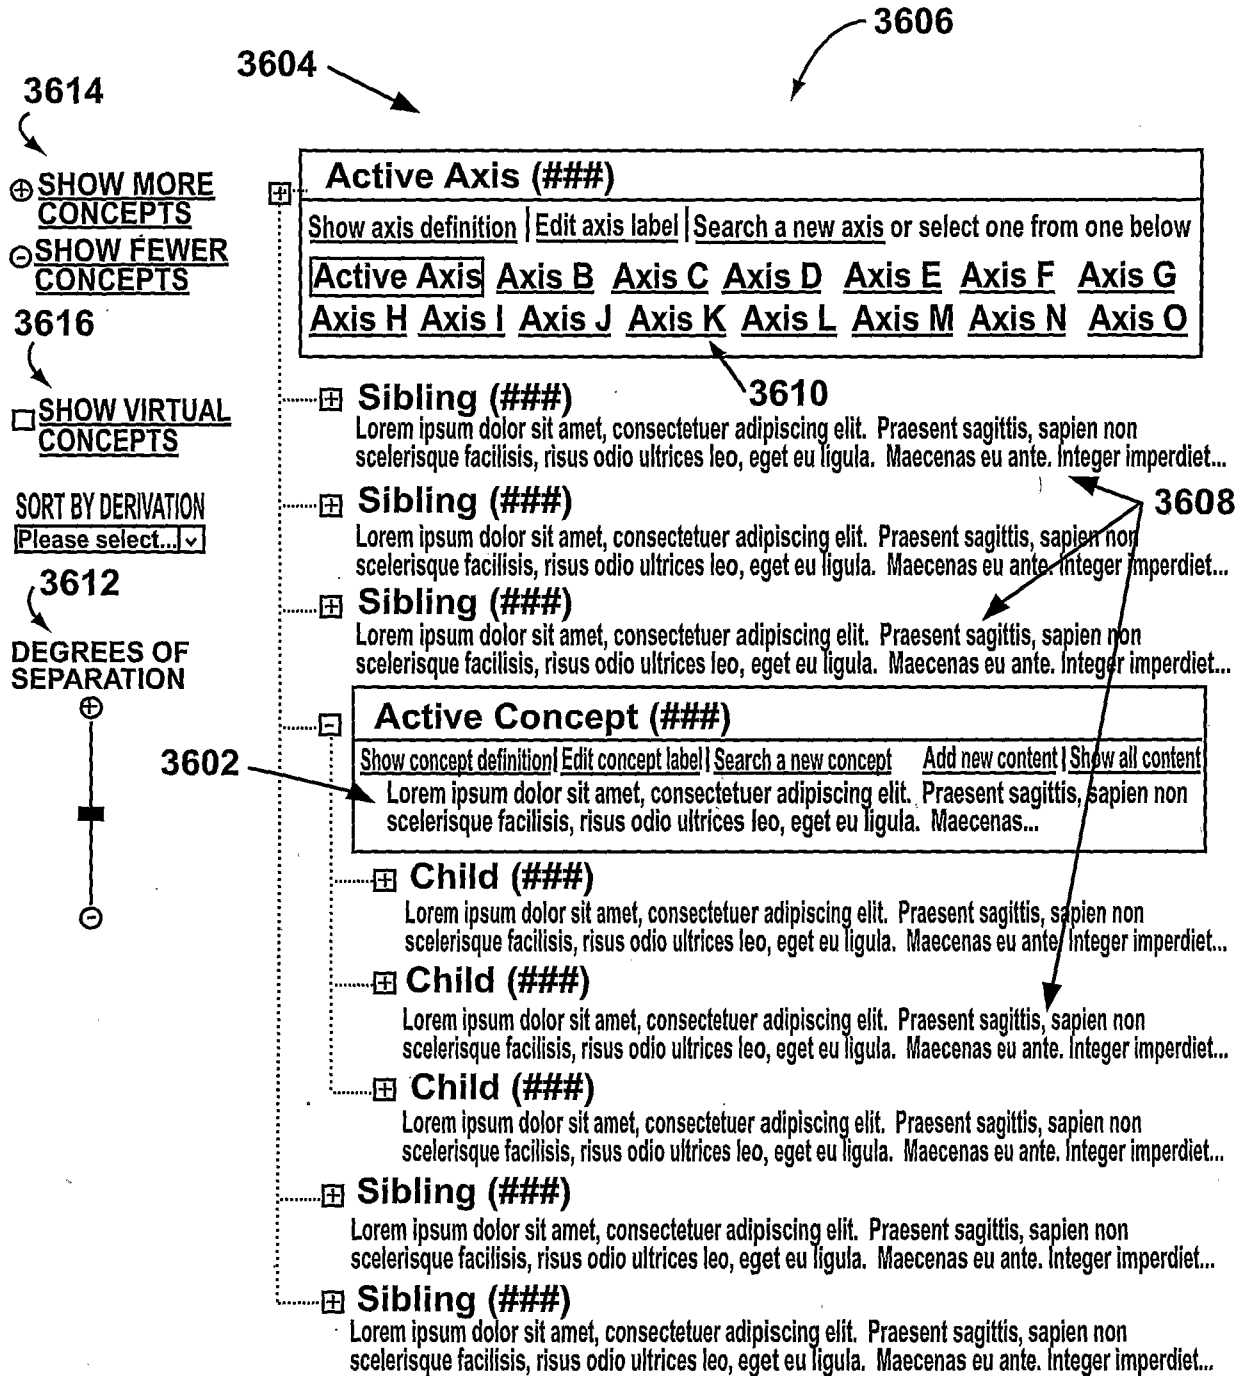 3606
3604
3614
SHOW MORE
CONCEPTS
SHOW FEWER
CONCEPTS
3616
SHOW VIRTUAL
CONCEPTS
SORT BY DERIVATION
Please select...
3612
DEGREES OF
SEPARATION
Active Axis (###)
Show axis definition | Edit axis label | Search a new axis or select one from one below
Active Axis Axis B Axis C Axis D Axis E Axis F Axis G
Axis H Axis I Axis J Axis K Axis L Axis M Axis N Axis O
3610
Sibling (###)
Lorem ipsum dolor sit amet, consectetuer adipiscing elit. Praesent sagittis, sapien non
scelerisque facilisis, risus odio ultrices leo, eget eu ligula. Maecenas eu ante. Integer imperdiet...
3608
Sibling (###)
Lorem ipsum dolor sit amet, consectetuer adipiscing elit. Praesent sagittis, sapien non
scelerisque facilisis, risus odio ultrices leo, eget eu ligula. Maecenas eu ante. Integer imperdiet...
Sibling (###)
Lorem ipsum dolor sit amet, consectetuer adipiscing elit. Praesent sagittis, sapien non
scelerisque facilisis, risus odio ultrices leo, eget eu ligula. Maecenas eu ante. Integer imperdiet...
Active Concept (###)
3602
Show concept definition | Edit concept label | Search a new concept Add new content | Show all content
Lorem ipsum dolor sit amet, consectetuer adipiscing elit. Praesent sagittis, sapien non
scelerisque facilisis, risus odio ultrices leo, eget eu ligula. Maecenas...
Child (###)
Lorem ipsum dolor sit amet, consectetuer adipiscing elit. Praesent sagittis, sapien non
scelerisque facilisis, risus odio ultrices leo, eget eu ligula. Maecenas eu ante. Integer imperdiet...
Child (###)
Lorem ipsum dolor sit amet, consectetuer adipiscing elit. Praesent sagittis, sapien non
scelerisque facilisis, risus odio ultrices leo, eget eu ligula. Maecenas eu ante. Integer imperdiet...
Child (###)
Lorem ipsum dolor sit amet, consectetuer adipiscing elit. Praesent sagittis, sapien non
scelerisque facilisis, risus odio ultrices leo, eget eu ligula. Maecenas eu ante. Integer imperdiet...
Sibling (###)
Lorem ipsum dolor sit amet, consectetuer adipiscing elit. Praesent sagittis, sapien non
scelerisque facilisis, risus odio ultrices leo, eget eu ligula. Maecenas eu ante. Integer imperdiet...
Sibling (###)
Lorem ipsum dolor sit amet, consectetuer adipiscing elit. Praesent sagittis, sapien non
scelerisque facilisis, risus odio ultrices leo, eget eu ligula. Maecenas eu ante. Integer imperdiet...